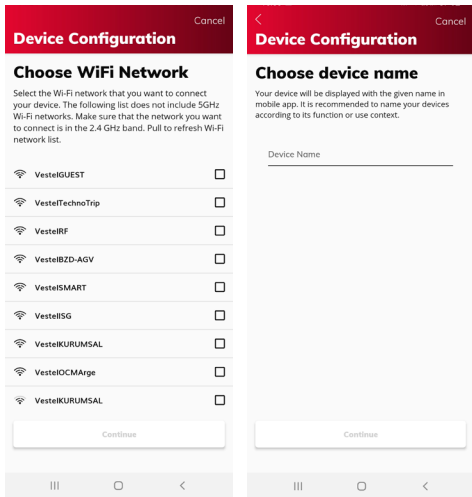 Cancel
Device Configuration
Choose WiFi Network
Select the Wi-Fi network that you want to connect
your device. The following list does not include 5GHz
Wi-Fi networks. Make sure that the network you want
to connect is in the 2.4 GHz band. Pull to refresh Wi-Fi
network list.
VestelGUEST
VestelTechnoTrip
VestelRF
VestelBZD-AGV
VestelSMART
VestelISG
VestelKURUMSAL
VestelOCMArge
VestelKURUMSAL
Continue
Cancel
Device Configuration
Choose device name
Your device will be displayed with the given name in
mobile app. It is recommended to name your devices
according to its function or use context.
Device Name
Continue